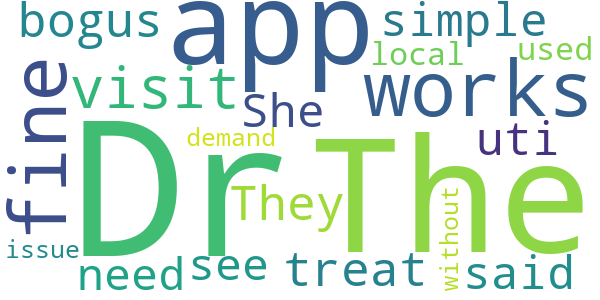 bogus
app
simple
local
used
fine
visit
She
works
demand
uti
Dr
The
They
without
issue
need
see
treat
said